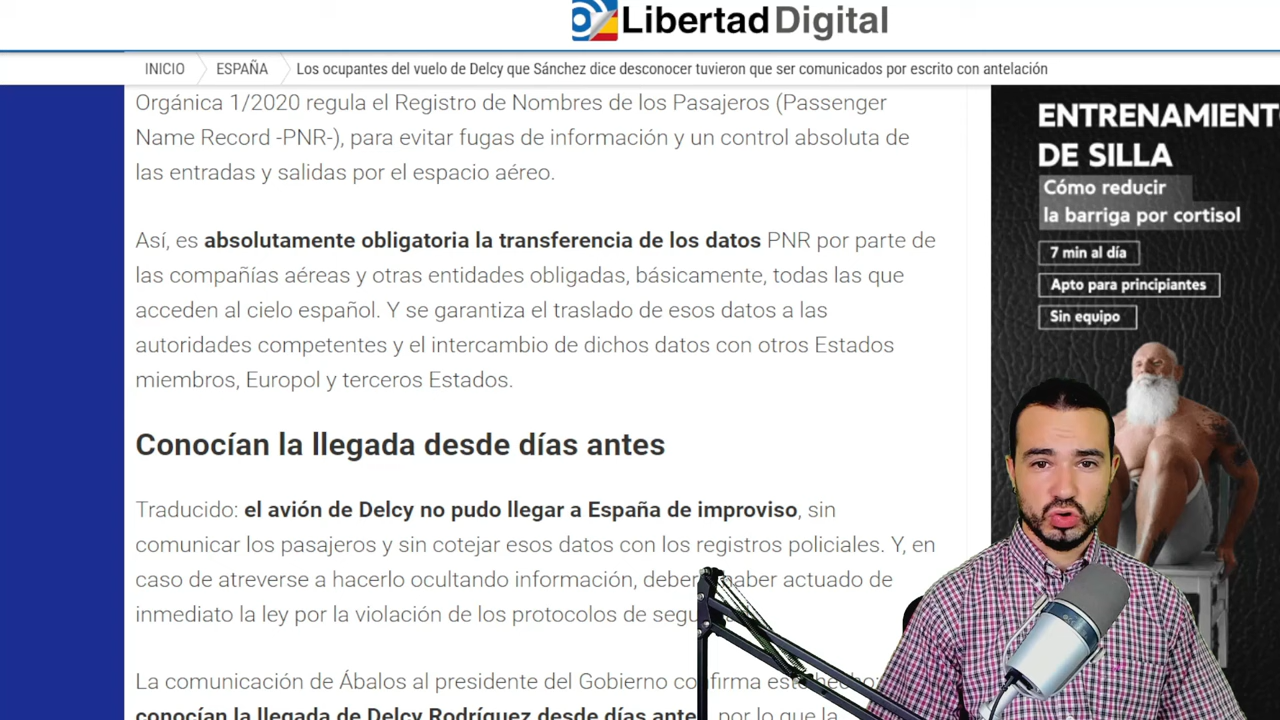 Libertad Digital
INICIO
ESPAÑA
Los ocupantes del vuelo de Delcy que Sánchez dice desconocer tuvieron que ser comunicados por escrito con antelación
Orgánica 1/2020 regula el Registro de Nombres de los Pasajeros (Passenger
Name Record -PNR-), para evitar fugas de información y un control absoluta de
las entradas y salidas por el espacio aéreo.
Así, es absolutamente obligatoria la transferencia de los datos PNR por parte de
las compañías aéreas y otras entidades obligadas, básicamente, todas las que
acceden al cielo español. Y se garantiza el traslado de esos datos a las
autoridades competentes y el intercambio de dichos datos con otros Estados
miembros, Europol y terceros Estados.
Conocían la llegada desde días antes
Traducido: el avión de Delcy no pudo llegar a España de improviso, sin
comunicar los pasajeros y sin cotejar esos datos con los registros policiales. Y, en
caso de atreverse a hacerlo ocultando información, haber actuado de
inmediato la ley por la violación de los protocolos de
La comunicación de Ábalos al presidente del Gobierno
conocían la llegada de Delcy Rodríguez desde días por lo que la
ENTRENAMIENTO
DE SILLA
Cómo reducir
la barriga por cortisol
7 min al día
Apto para principiantes
Sin equipo